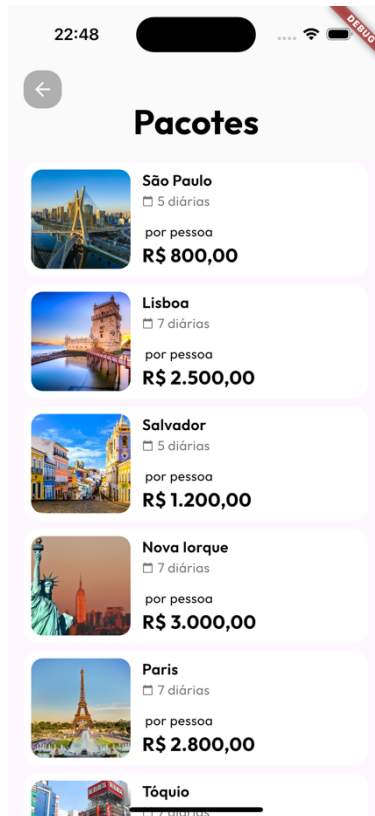 22:48
DEBUG
Pacotes
São Paulo
5 diárias
por pessoa
R$ 800,00
Lisboa
7 diárias
por pessoa
R$ 2.500,00
Salvador
5 diárias
por pessoa
R$ 1.200,00
Nova Iorque
7 diárias
por pessoa
R$ 3.000,00
Paris
7 diárias
por pessoa
R$ 2.800,00
Tóquio
7 diárias